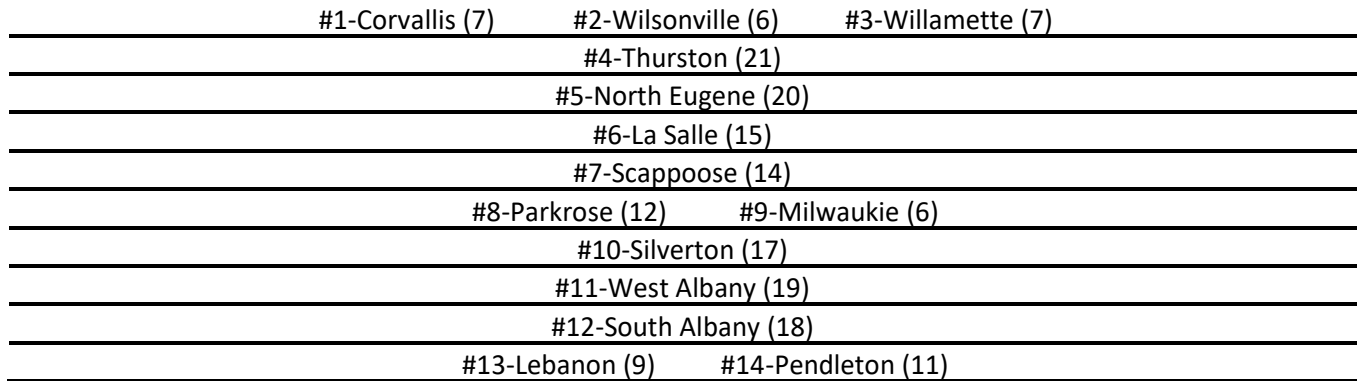 #1-Corvallis (7) #2-Wilsonville (6) #3-Willamette (7)
#4-Thurston (21)
#5-North Eugene (20)
#6-La Salle (15)
#7-Scappoose (14)
#8-Parkrose (12) #9-Milwaukie (6)
#10-Silverton (17)
#11-West Albany (19)
#12-South Albany (18)
#13-Lebanon (9) #14-Pendleton (11)